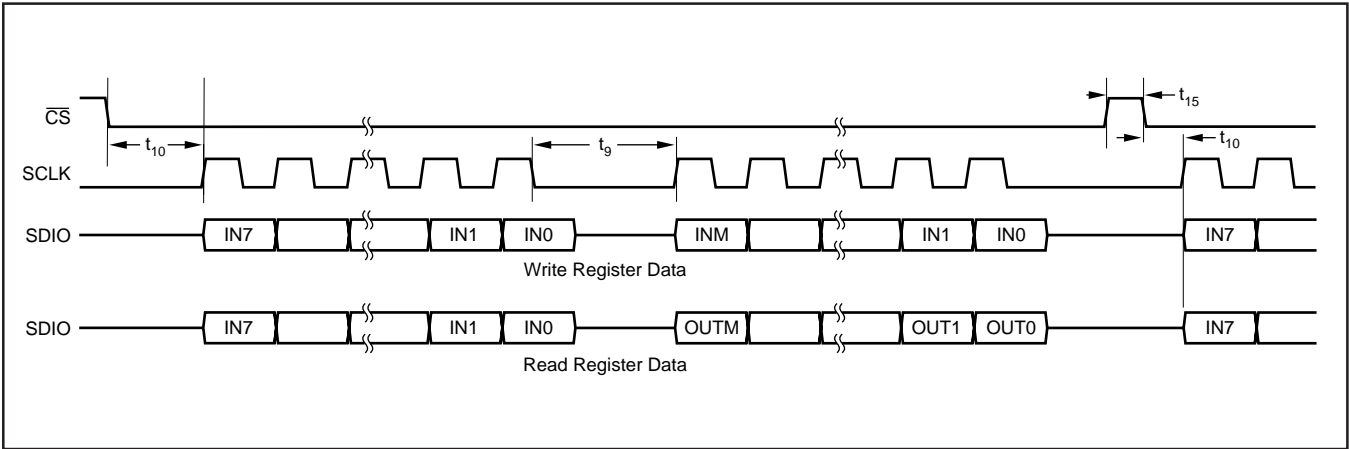 CS t10 t15 t10
SCLK t9
SDIO IN7 IN1 IN0 INM IN1 IN0 IN7
Write Register Data
SDIO IN7 IN1 IN0 OUTM OUT1 OUT0 IN7
Read Register Data